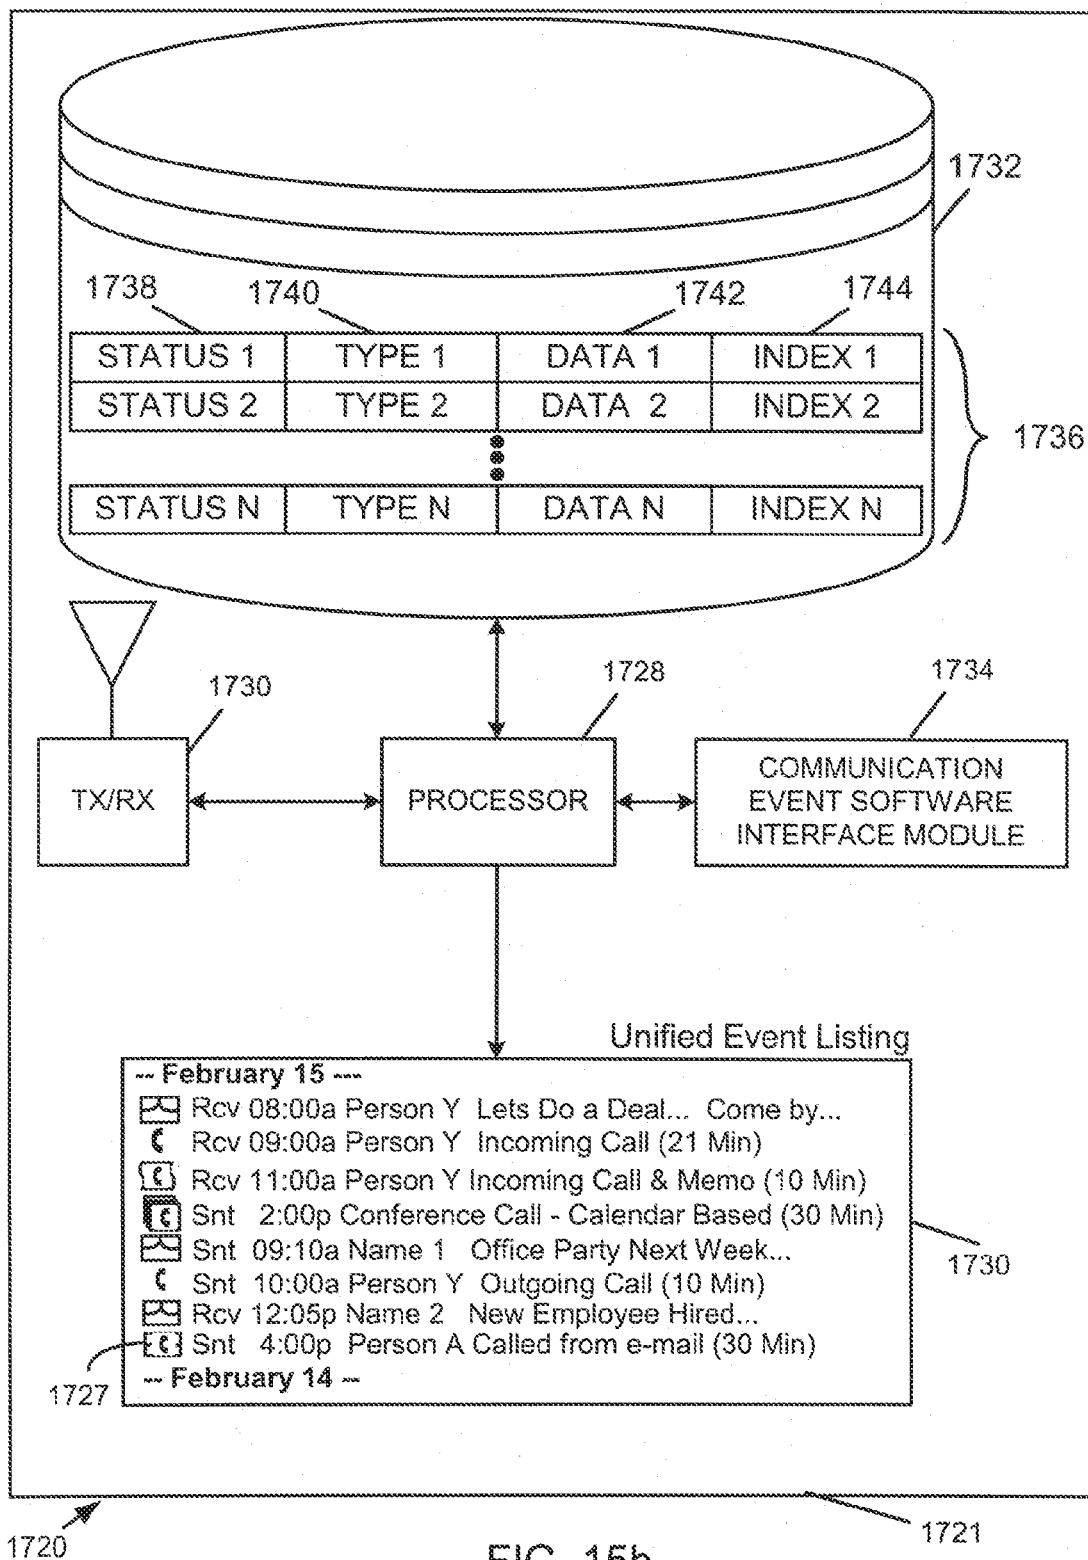 1732
1738 1740 1742 1744
STATUS 1 TYPE 1 DATA 1 INDEX 1
STATUS 2 TYPE 2 DATA 2 INDEX 2
1736
STATUS N TYPE N DATA N INDEX N
1730 1728 1734
TX/RX
PROCESSOR
COMMUNICATION
EVENT SOFTWARE
INTERFACE MODULE
Unified Event Listing
-- February 15 ---
Rcv 08:00a Person Y Lets Do a Deal... Come by...
Rcv 09:00a Person Y Incoming Call (21 Min)
Rcv 11:00a Person Y Incoming Call & Memo (10 Min)
Snt 2:00p Conference Call - Calendar Based (30 Min)
Snt 09:10a Name 1 Office Party Next Week...
Snt 10:00a Person Y Outgoing Call (10 Min)
Rcv 12:05p Name 2 New Employee Hired...
Snt 4:00p Person A Called from e-mail (30 Min)
-- February 14 --
1730
1727
1720
1721
FIG. 15b